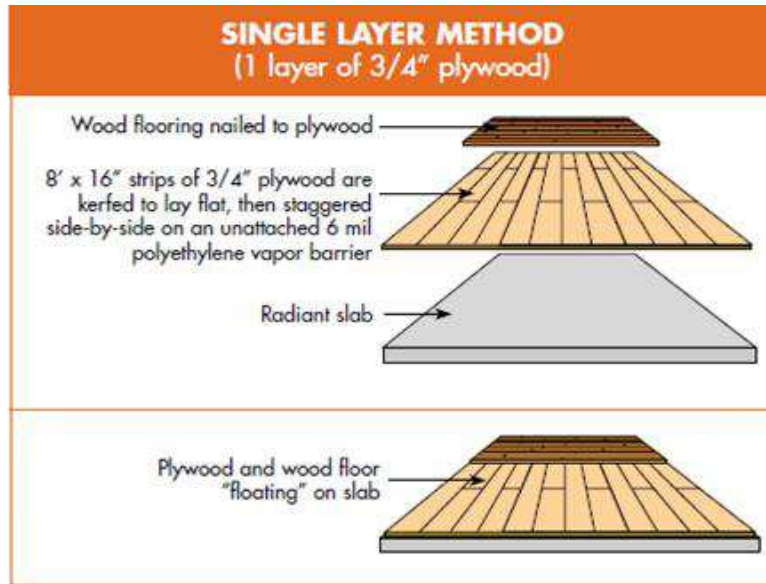 SINGLE LAYER METHOD
(1 layer of 3/4” plywood)
Wood flooring nailed to plywood
8’ x 16” strips of 3/4” plywood are
kerfed to lay flat, then staggered
side-by-side on an unattached 6 mil
polyethylene vapor barrier
Radiant slab
Plywood and wood floor
“floating” on slab